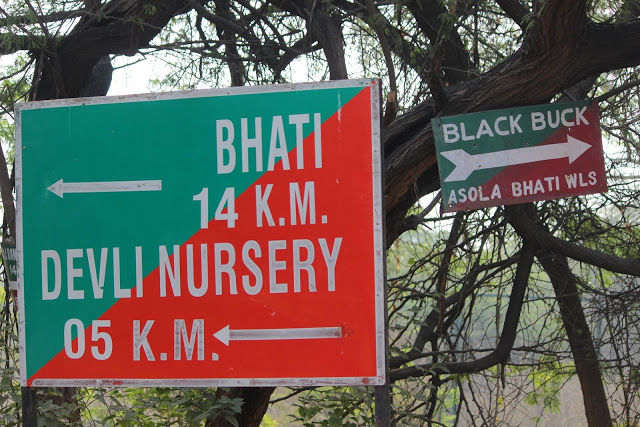 BHATI
14 K.M.
DEVLI NURSERY
05 K.M.
BLACK BUCK
ASOLA BHATI WLS